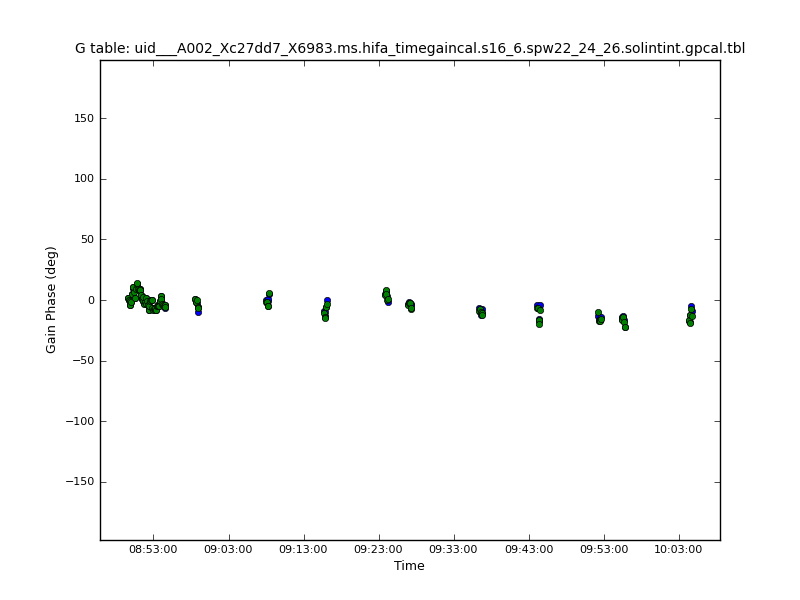 G table: uid___A002_Xc27dd7_X6983.ms.hifa_timegaincal.s16_6.spw22_24_26.solintint.gpcal.tbl
150
100
50
0
−50
−100
−150
Gain Phase (deg)
08:53:00 09:03:00 09:13:00 09:23:00 09:33:00 09:43:00 09:53:00 10:03:00
Time